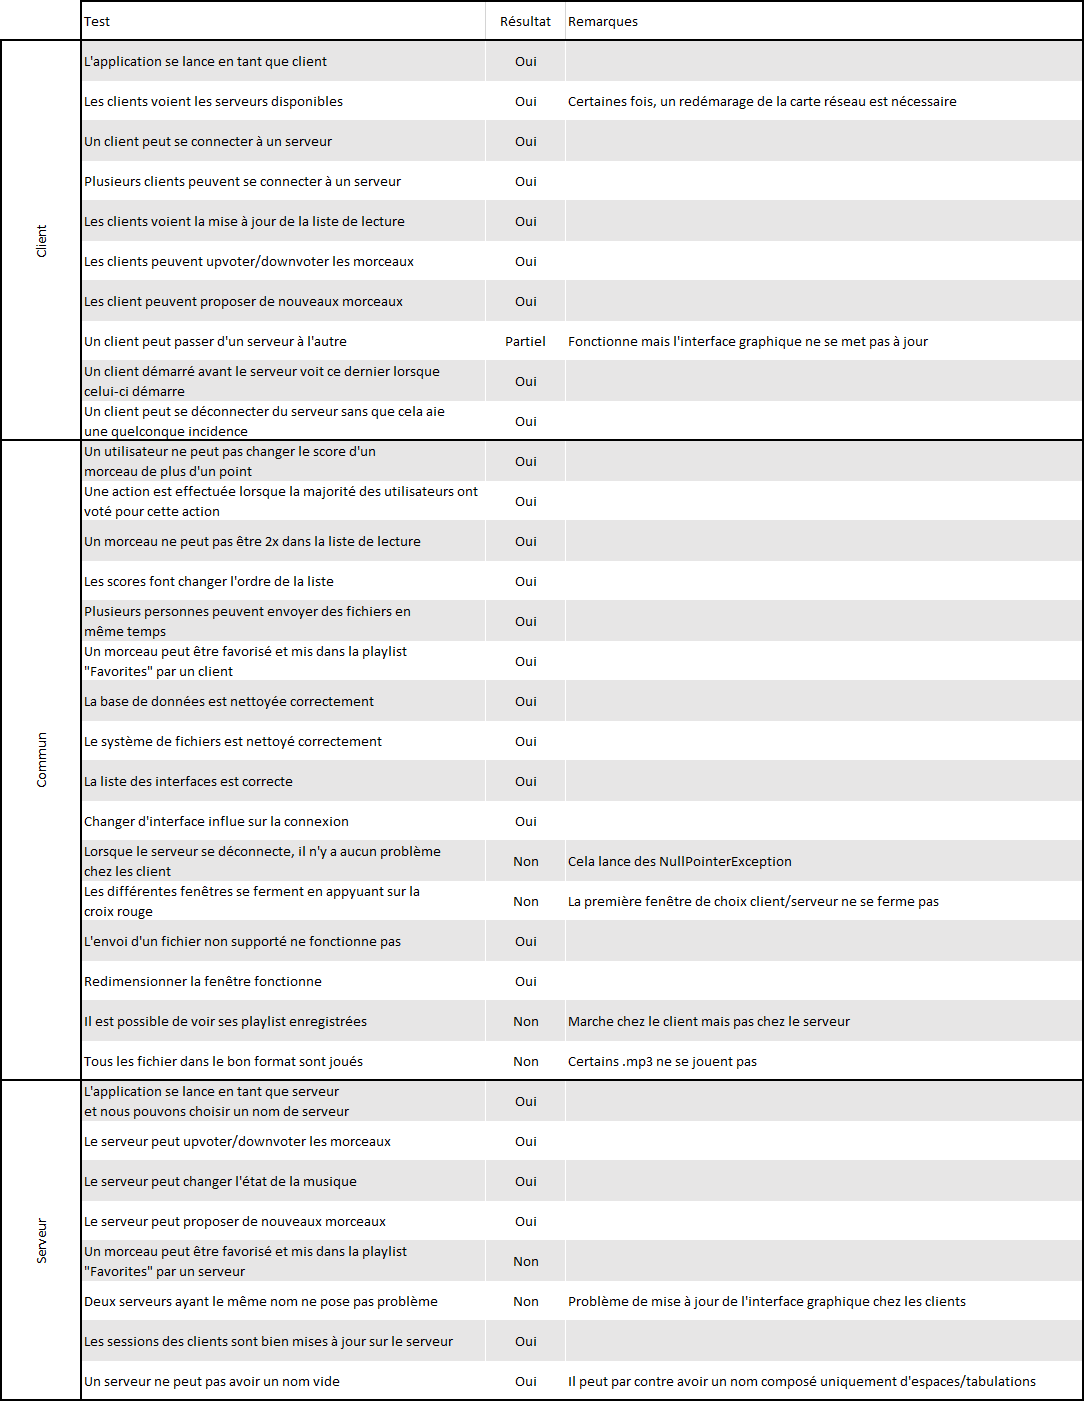 Test Résultat Remarques
Client
L'application se lance en tant que client Oui
Les clients voient les serveurs disponibles Oui Certaines fois, un redémarage de la carte réseau est nécessaire
Un client peut se connecter à un serveur Oui
Plusieurs clients peuvent se connecter à un serveur Oui
Les clients voient la mise à jour de la liste de lecture Oui
Les clients peuvent upvoter/downvoter les morceaux Oui
Les client peuvent proposer de nouveaux morceaux Oui
Un client peut passer d'un serveur à l'autre Partiel Fonctionne mais l'interface graphique ne se met pas à jour
Un client démarré avant le serveur voit ce dernier lorsque
celui-ci démarre Oui
Un client peut se déconnecter du serveur sans que cela aie
une quelconque incidence Oui
Commun
Un utilisateur ne peut pas changer le score d'un
morceau de plus d'un point Oui
Une action est effectuée lorsque la majorité des utilisateurs ont
voté pour cette action Oui
Un morceau ne peut pas être 2x dans la liste de lecture Oui
Les scores font changer l'ordre de la liste Oui
Plusieurs personnes peuvent envoyer des fichiers en
même temps Oui
Un morceau peut être favorisé et mis dans la playlist
"Favorites" par un client Oui
La base de données est nettoyée correctement Oui
Le système de fichiers est nettoyé correctement Oui
La liste des interfaces est correcte Oui
Changer d'interface influe sur la connexion Oui
Lorsque le serveur se déconnecte, il n'y a aucun problème
chez les client Non Cela lance des NullPointerException
Les différentes fenêtres se ferment en appyuant sur la
croix rouge Non La première fenêtre de choix client/serveur ne se ferme pas
L'envoi d'un fichier non supporté ne fonctionne pas Oui
Redimensionner la fenêtre fonctionne Oui
Il est possible de voir ses playlist enregistrées Non Marche chez le client mais pas chez le serveur
Tous les fichier dans le bon format sont joués Non Certains .mp3 ne se jouent pas
Serveur
L'application se lance en tant que serveur
et nous pouvons choisir un nom de serveur Oui
Le serveur peut upvoter/downvoter les morceaux Oui
Le serveur peut changer l'état de la musique Oui
Le serveur peut proposer de nouveaux morceaux Oui
Un morceau peut être favorisé et mis dans la playlist
"Favorites" par un serveur Non
Deux serveurs ayant le même nom ne pose pas problème Non Problème de mise à jour de l'interface graphique chez les clients
Les sessions des clients sont bien mises à jour sur le serveur Oui
Un serveur ne peut pas avoir un nom vide Oui Il peut par contre avoir un nom composé uniquement d'espaces/tabulations